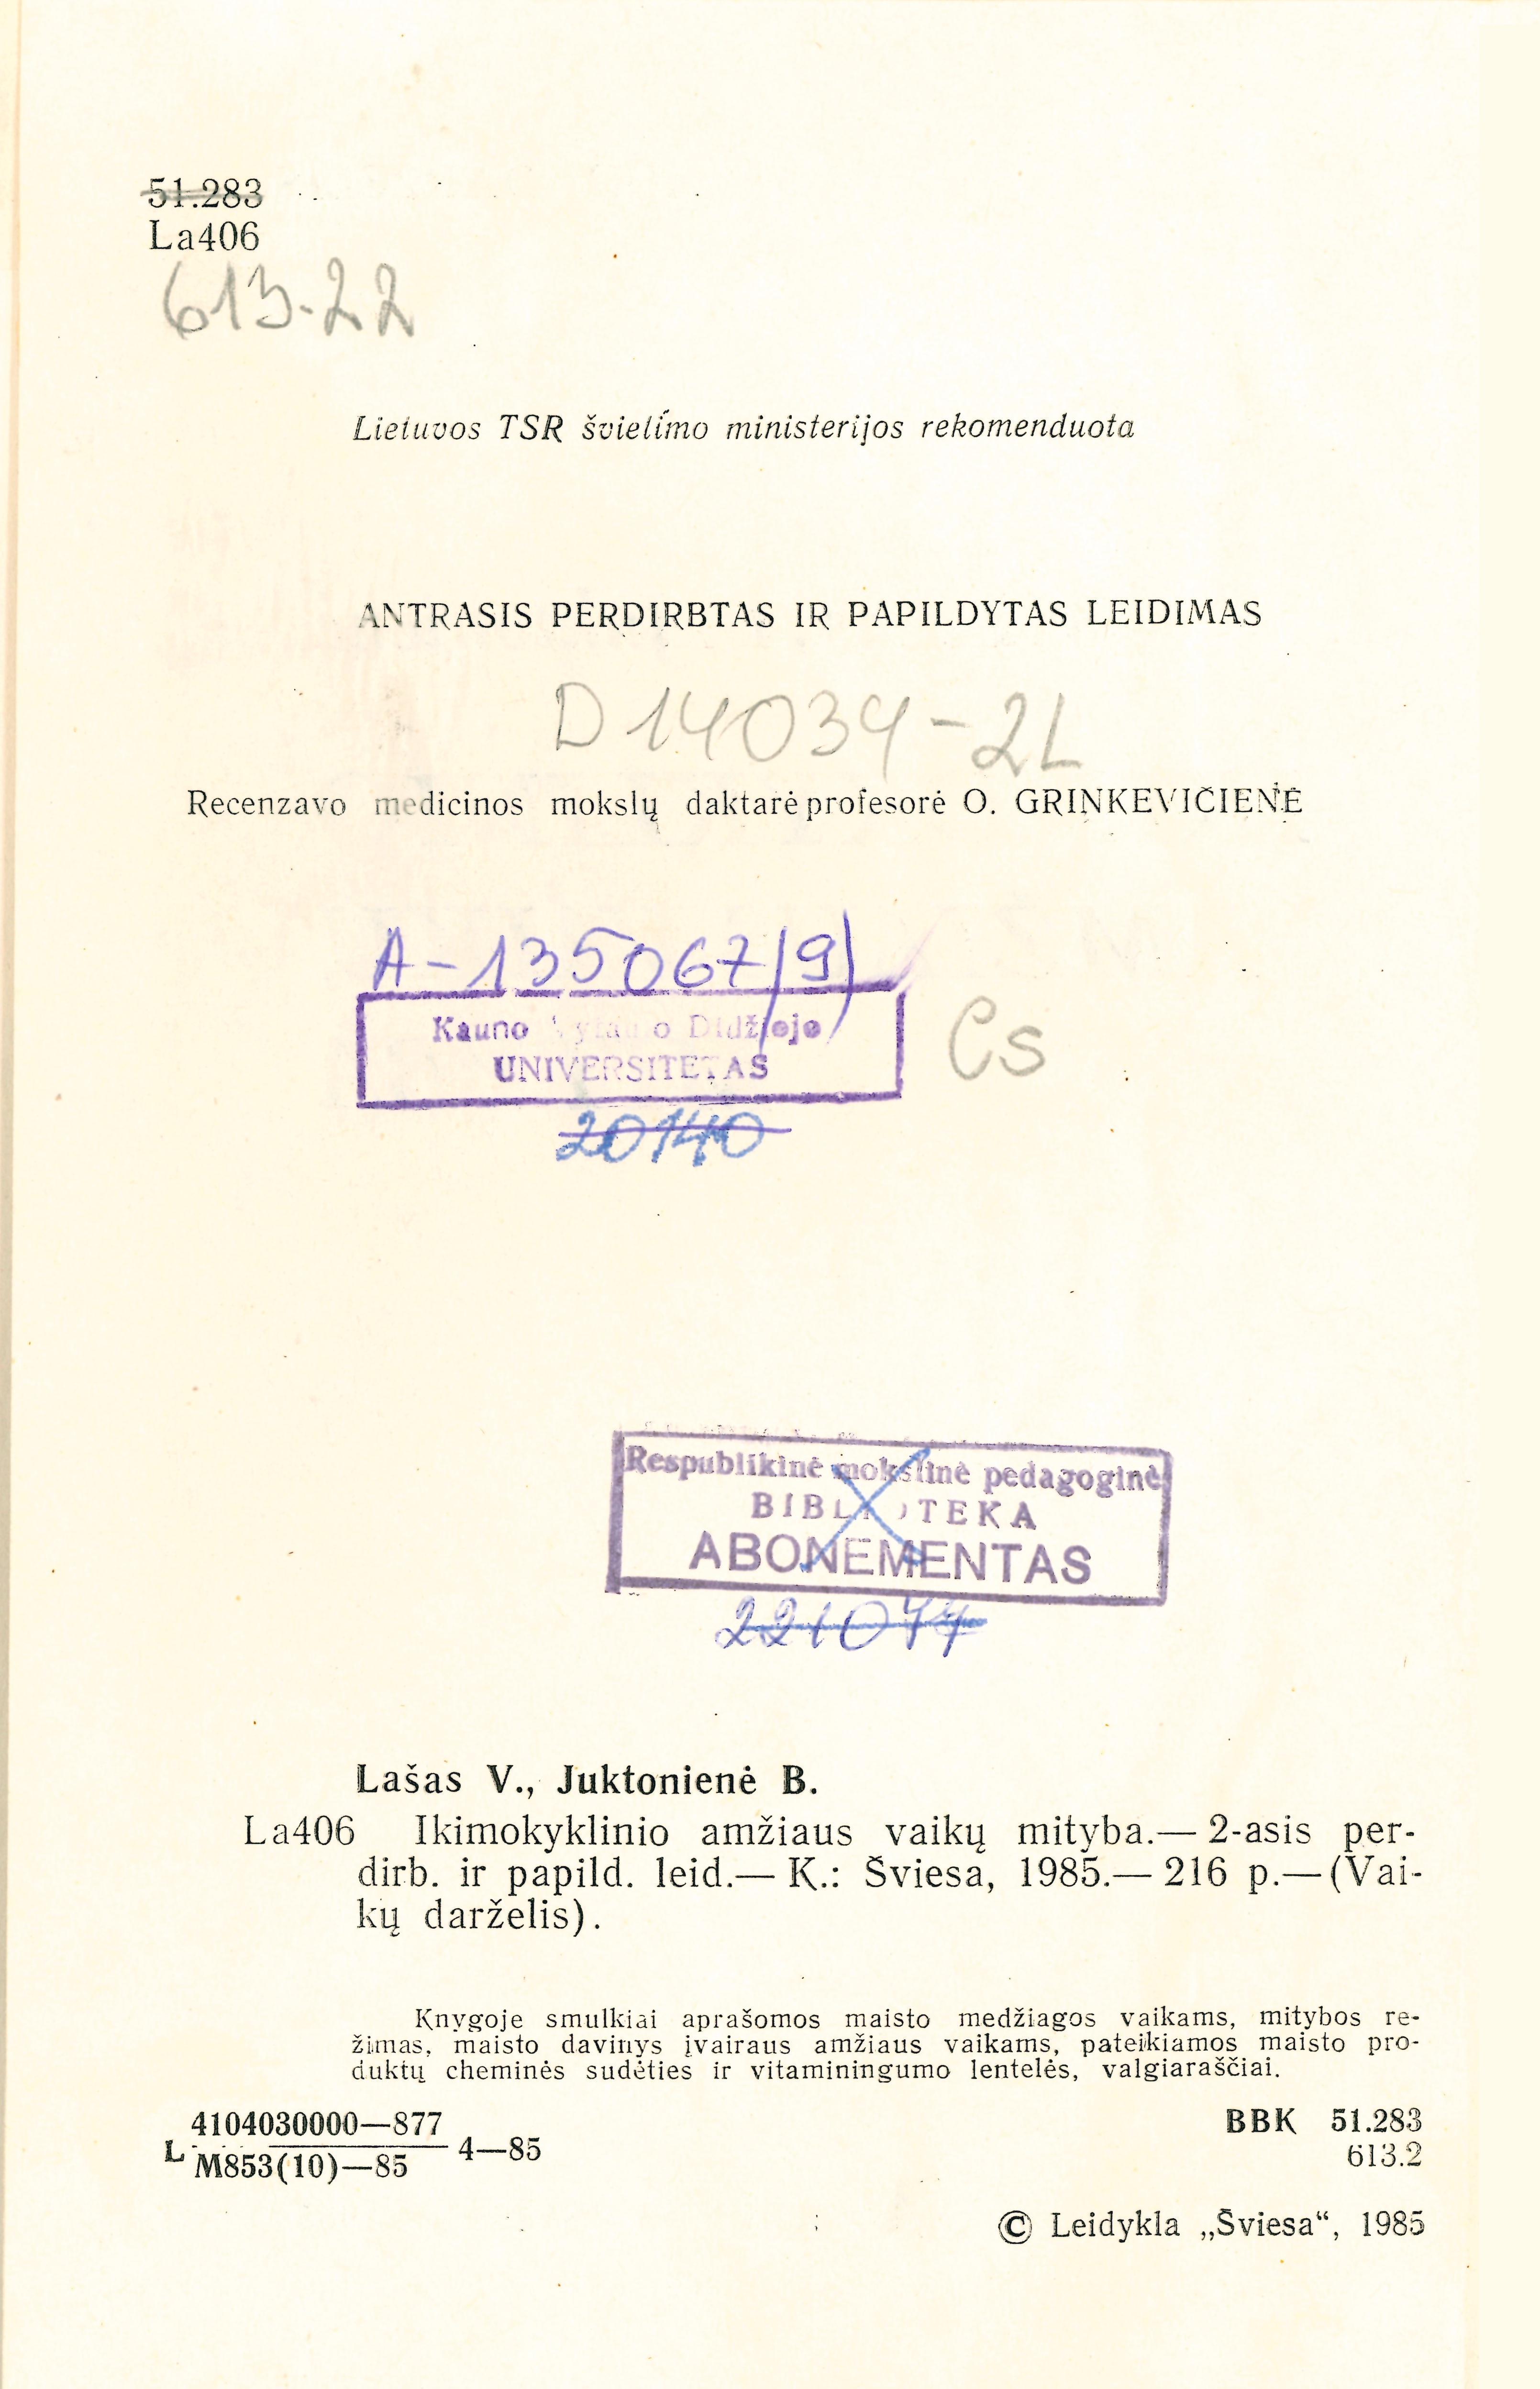 51.283
La406
613.22
Lietuvos TSR švietimo ministerijos rekomenduota
ANTRASIS PERDIRBTAS IR PAPILDYTAS LEIDIMAS
D14034-2L
Recenzavo medicinos mokslų daktarė profesorė O. GRINKEVIČIENĖ
A-135067(9)
Kauno Vytauto Didžiojo
UNIVERSITETAS
Cs
20140
Respublikinė mokslinė pedagoginė
BIBLIOTEKA
ABONEMENTAS
Lašas V., Juktonienė B.
La406 Ikimokyklinio amžiaus vaikų mityba.— 2-asis per-
dirb. ir papild. leid.— K.: Šviesa, 1985.— 216 p.— (Vai-
kų darželis).
Knygoje smulkiai aprašomos maisto medžiagos vaikams, mitybos re-
žimas, maisto davinys įvairaus amžiaus vaikams, pateikiamos maisto pro-
duktų cheminės sudėties ir vitaminingumo lentelės, valgiaraščiai.
L 4104030000—877 4—85
M853(10)—85
BBK 51.283
613.2
© Leidykla „Šviesa“, 1985